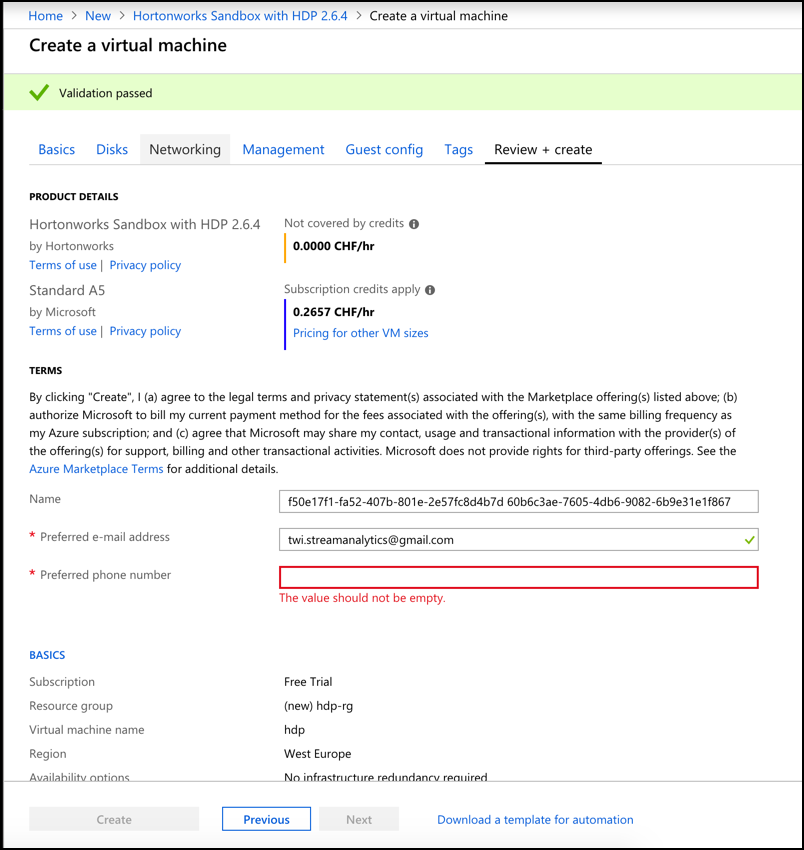 Home > New > Hortonworks Sandbox with HDP 2.6.4 > Create a virtual machine
Create a virtual machine
Validation passed
Basics Disks Networking Management Guest config Tags Review + create
PRODUCT DETAILS
Hortonworks Sandbox with HDP 2.6.4
by Hortonworks
Terms of use | Privacy policy
Not covered by credits
0.0000 CHF/hr
Standard A5
by Microsoft
Terms of use | Privacy policy
Subscription credits apply
0.2657 CHF/hr
Pricing for other VM sizes
TERMS
By clicking "Create", I (a) agree to the legal terms and privacy statement(s) associated with the Marketplace offering(s) listed above; (b)
authorize Microsoft to bill my current payment method for the fees associated with the offering(s), with the same billing frequency as
my Azure subscription; and (c) agree that Microsoft may share my contact, usage and transactional information with the provider(s) of
the offering(s) for support, billing and other transactional activities. Microsoft does not provide rights for third-party offerings. See the
Azure Marketplace Terms for additional details.
Name f50e17f1-fa52-407b-801e-2e57fc8d4b7d 60b6c3ae-7605-4db6-9082-6b9e31e1f867
* Preferred e-mail address twi.streamanalytics@gmail.com
* Preferred phone number
The value should not be empty.
BASICS
Subscription Free Trial
Resource group (new) hdp-rg
Virtual machine name hdp
Region West Europe
Availability options No infrastructure redundancy required
Create Previous Next Download a template for automation